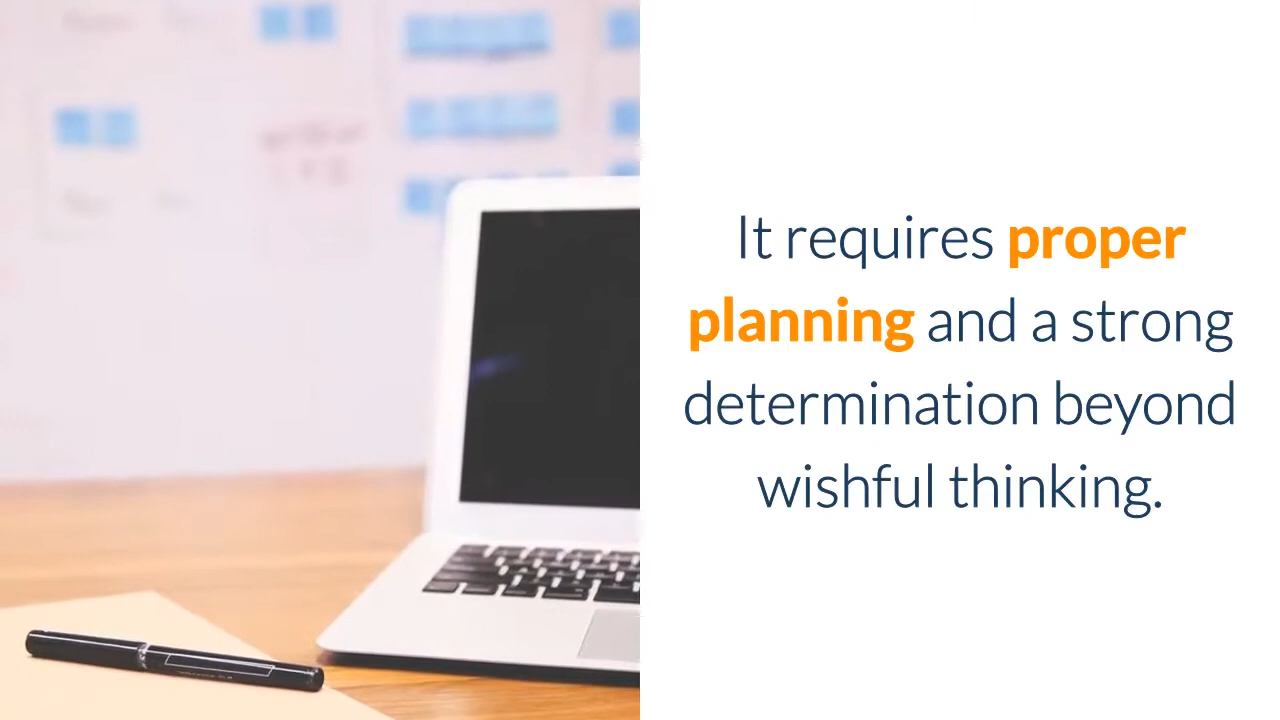 It requires proper
planning and a strong
determination beyond
wishful thinking.